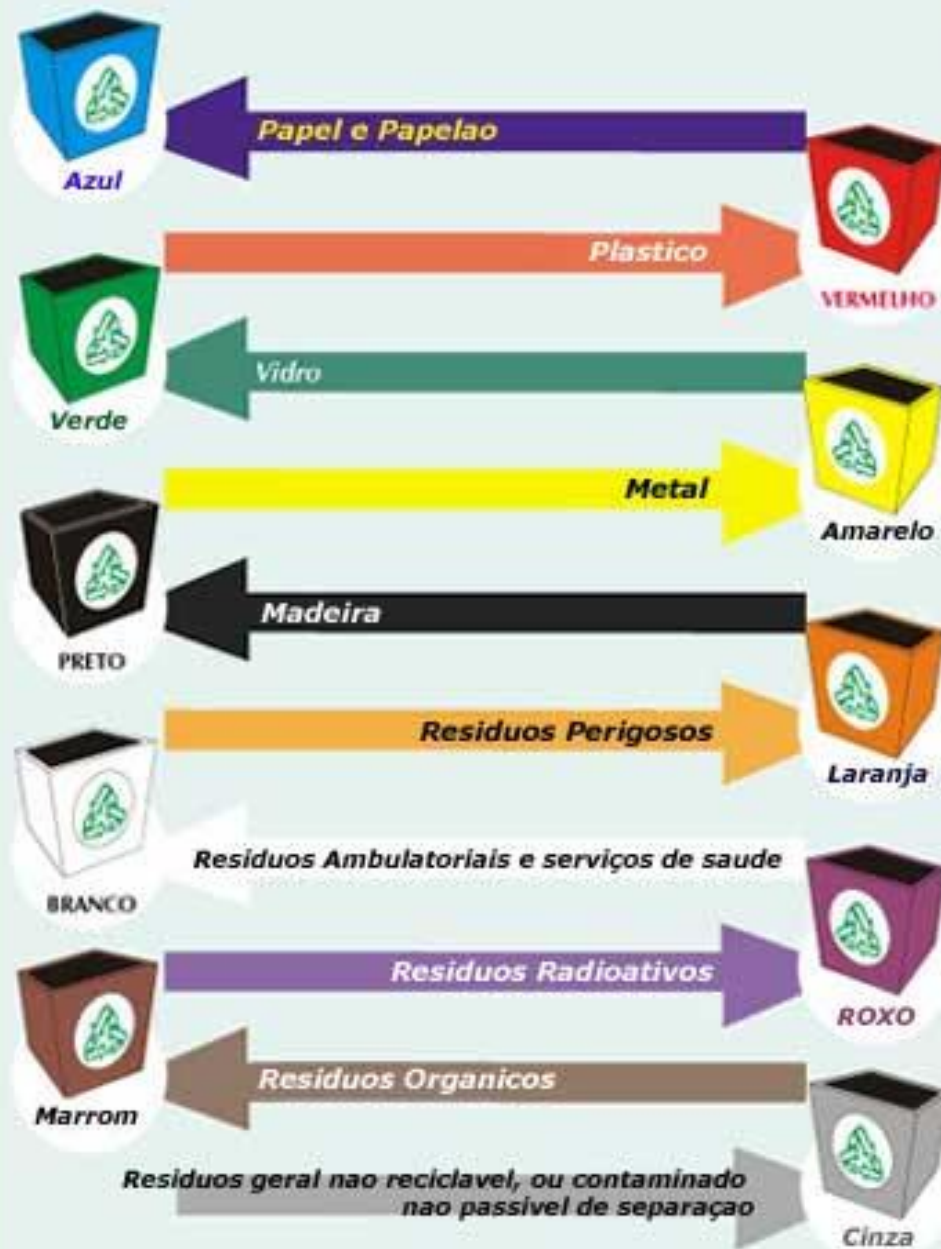 Papel e Papelao
Azul
Plastico
VERMELHO
Vidro
Verde
Metal
Amarelo
Madeira
PRETO
Residuos Perigosos
Laranja
Residuos Ambulatoriais e serviços de saude
BRANCO
Residuos Radioativos
ROXO
Residuos Organicos
Marrom
Residuos geral nao reciclavel, ou contaminado
nao passivel de separaçao
Cinza